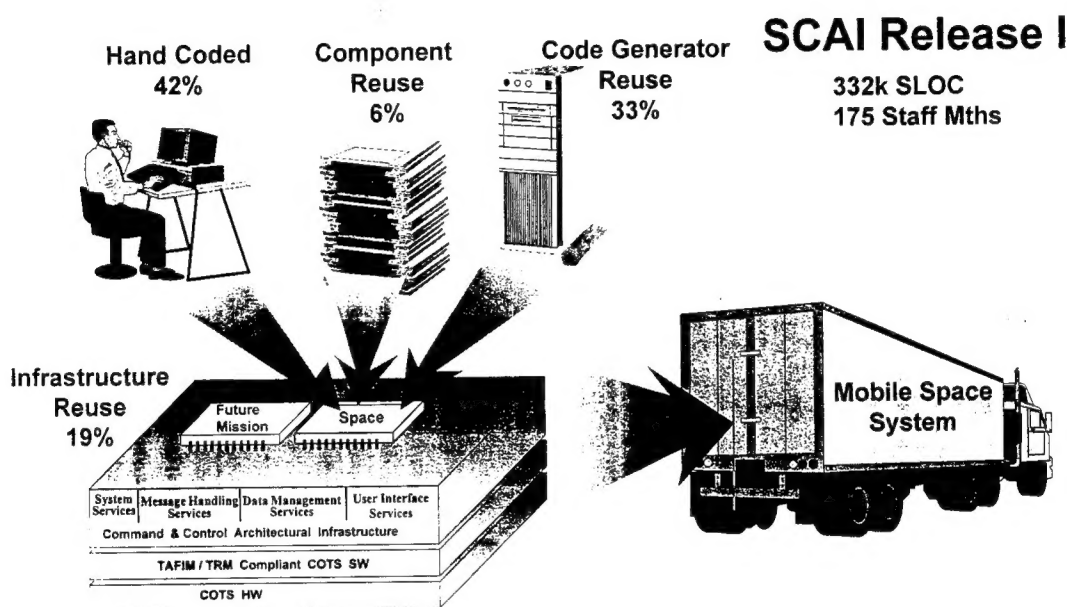 SCAI Release I
332k SLOC
175 Staff Mths
Hand Coded
42%
Component
Reuse
6%
Code Generator
Reuse
33%
Infrastructure
Reuse
19%
Future
Mission
Space
System
Services
Message Handling
Services
Data Management
Services
User Interface
Services
Command & Control Architectural Infrastructure
TAFIM / TRM Compliant COTS SW
COTS HW
Mobile Space
System